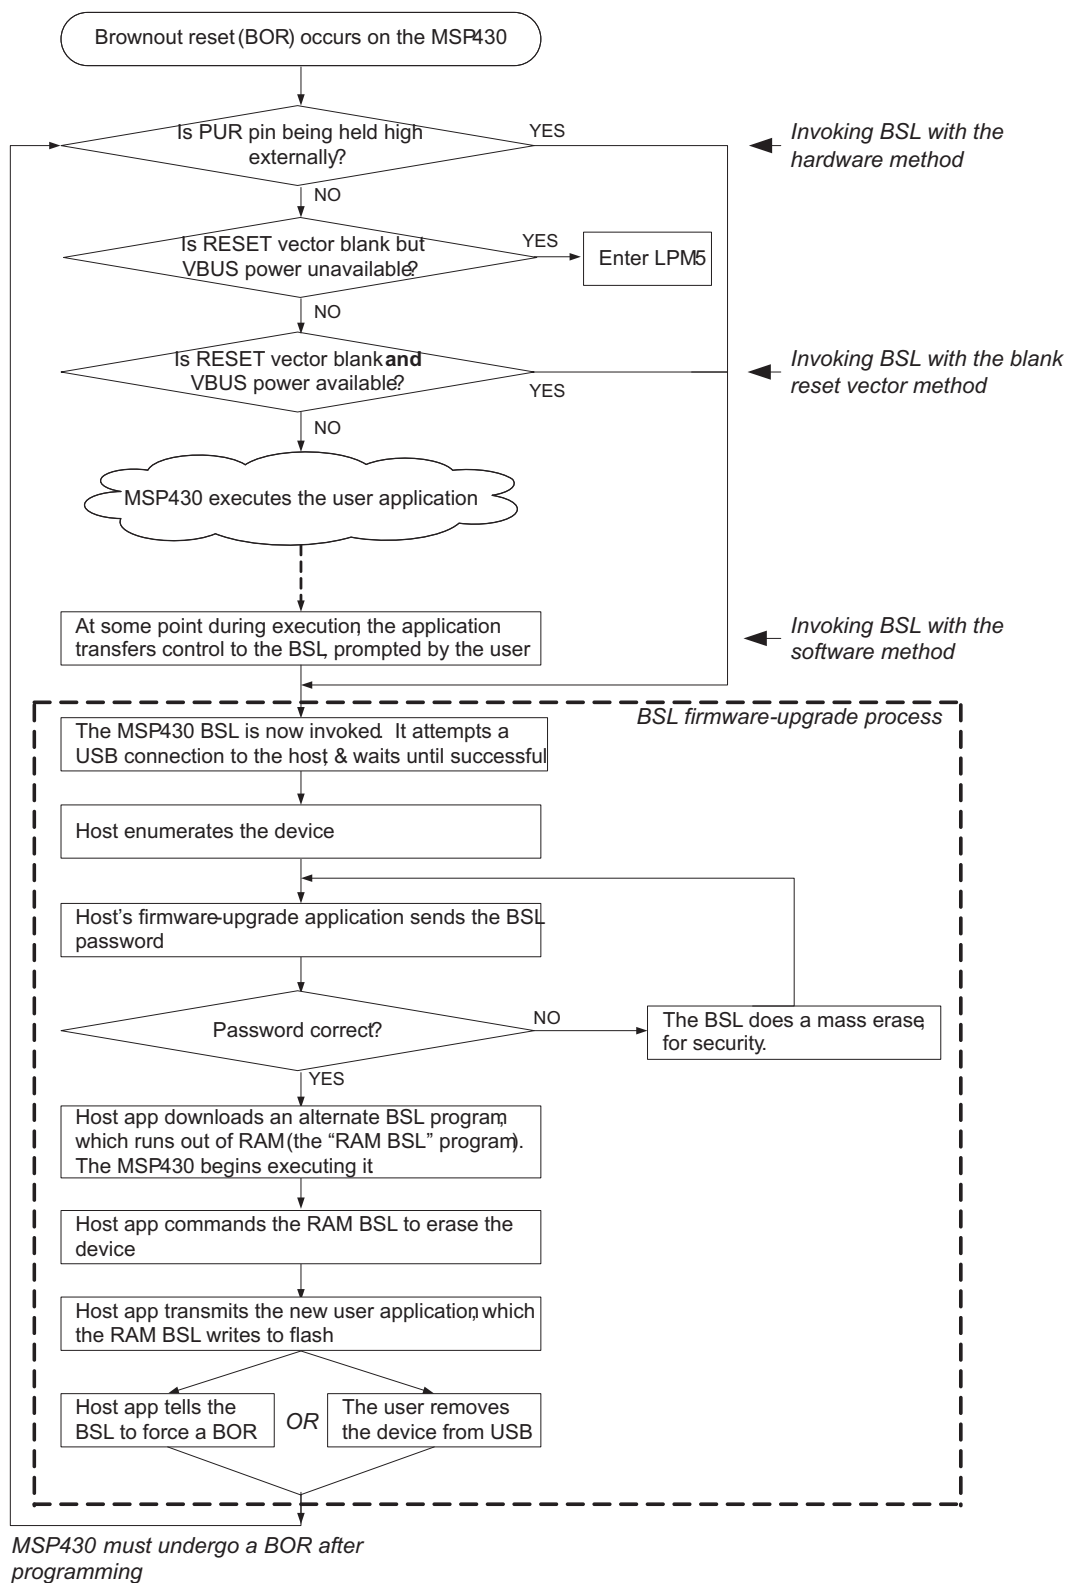 Brownout reset (BOR) occurs on the MSP430
Is PUR pin being held high
externally?
YES
Invoking BSL with the
hardware method
NO
Is RESET vector blank but
VBUS power unavailable?
YES
Enter LPM5
NO
Is RESET vector blank and
VBUS power available?
YES
Invoking BSL with the blank
reset vector method
NO
MSP430 executes the user application
At some point during execution, the application
transfers control to the BSL, prompted by the user
Invoking BSL with the
software method
BSL firmware-upgrade process
The MSP430 BSL is now invoked. It attempts a
USB connection to the host, & waits until successful
Host enumerates the device
Host's firmware-upgrade application sends the BSL
password
Password correct?
NO
The BSL does a mass erase,
for security.
YES
Host app downloads an alternate BSL program,
which runs out of RAM (the “RAM BSL” program).
The MSP430 begins executing it
Host app commands the RAM BSL to erase the
device
Host app transmits the new user application, which
the RAM BSL writes to flash
Host app tells the
BSL to force a BOR
OR
The user removes
the device from USB
MSP430 must undergo a BOR after
programming